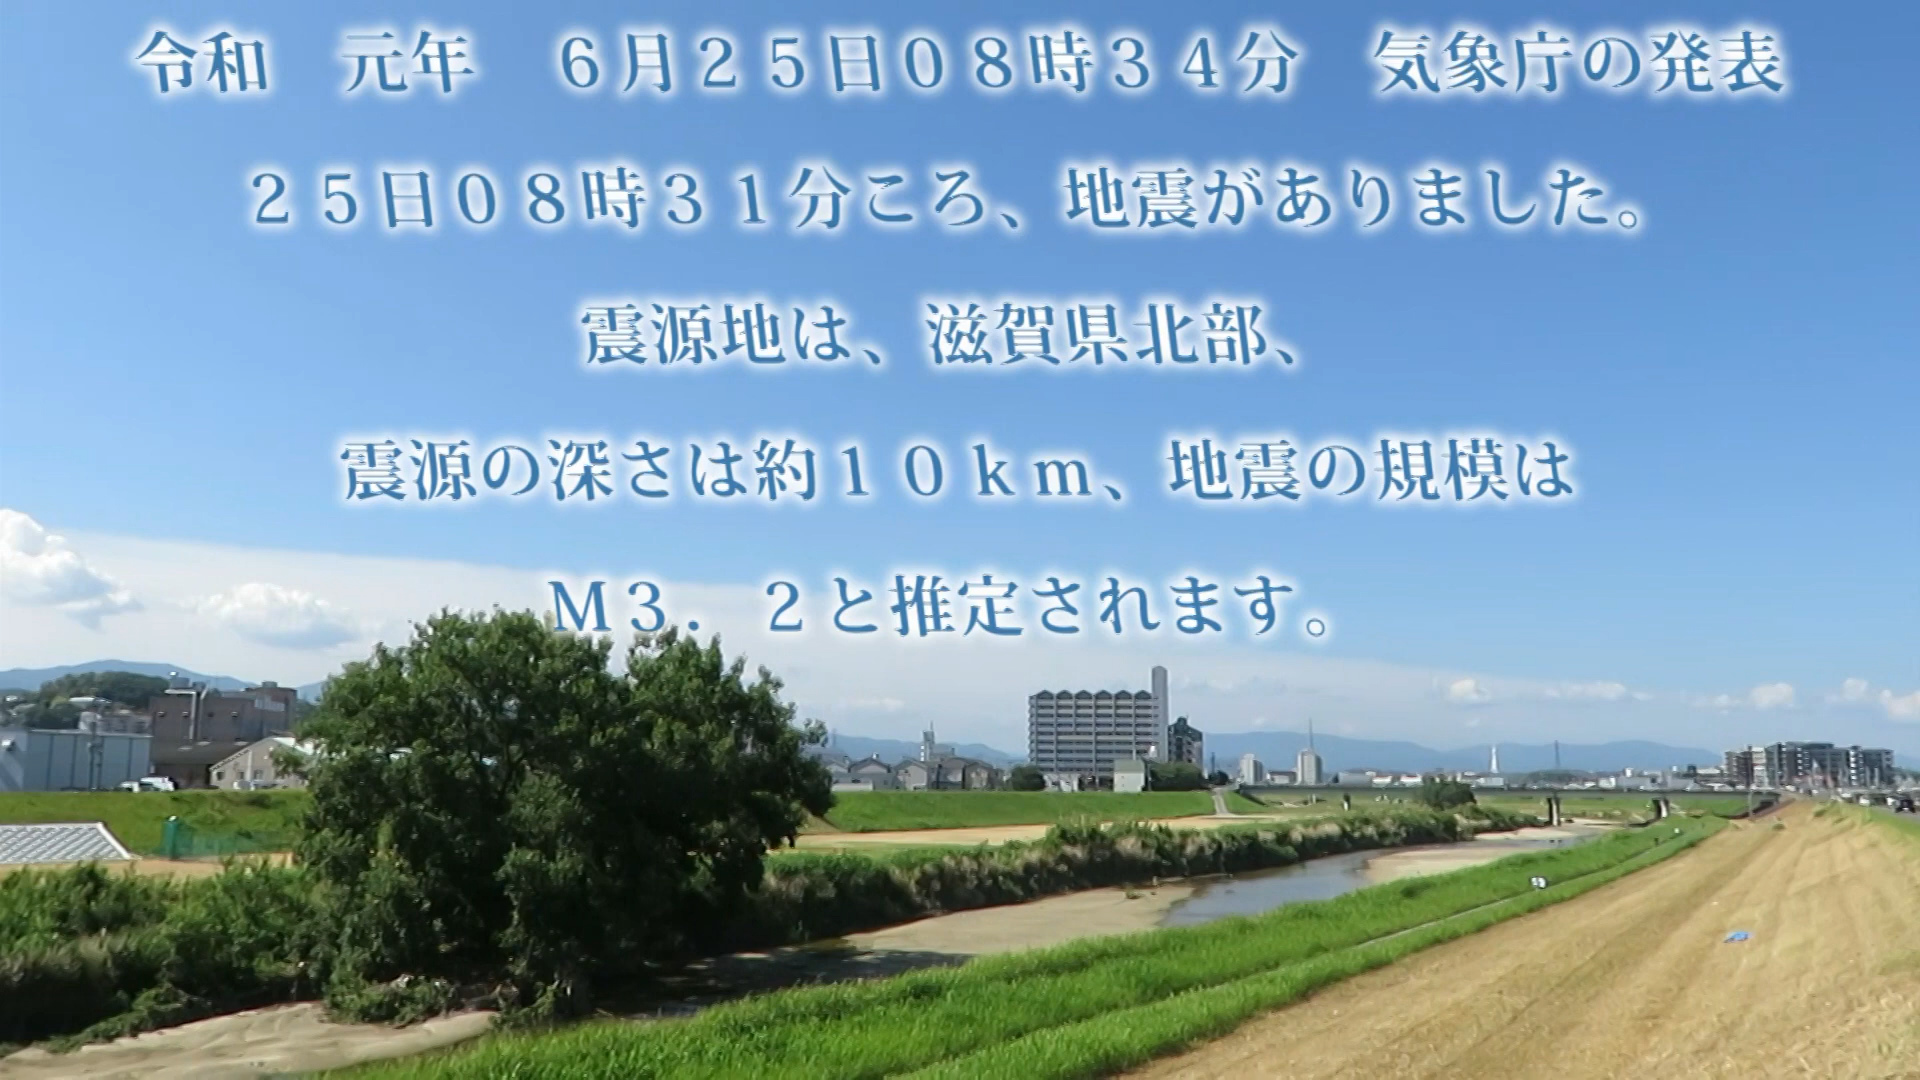 令和　元年　６月２５日０８時３４分　気象庁の発表
２５日０８時３１分ころ、地震がありました。
震源地は、滋賀県北部、
震源の深さは約１０ｋｍ、地震の規模は
Ｍ３．２と推定されます。